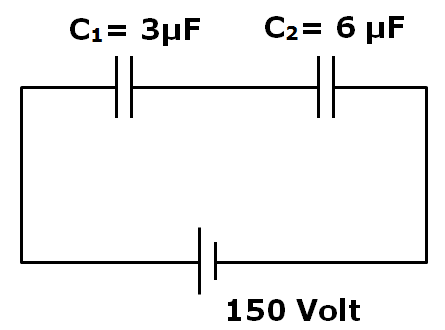 C₁= 3µF
C₂= 6 µF
150 Volt